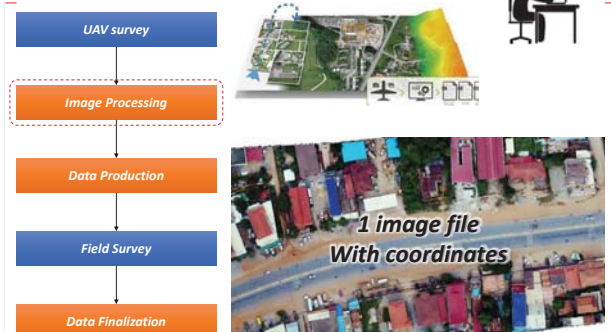 UAV survey
Image Processing
Data Production
Field Survey
Data Finalization
1 image file
With coordinates